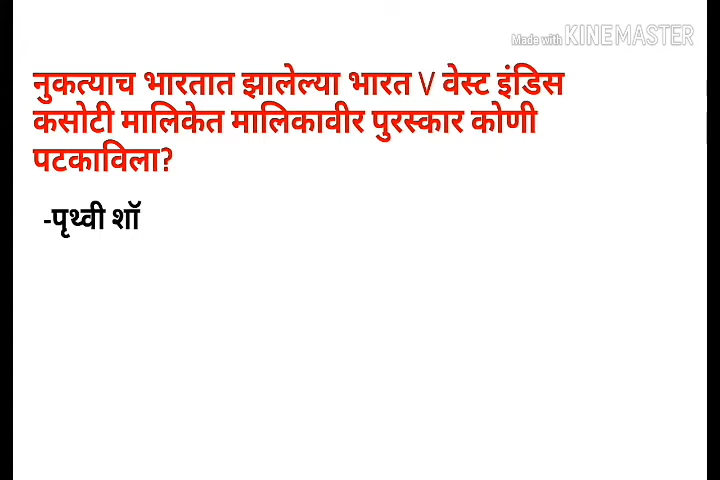 Made with KINEMASTER
नुकत्याच भारतात झालेल्या भारत V वेस्ट इंडिस
कसोटी मालिकेत मालिकावीर पुरस्कार कोणी
पटकाविला?
-पृथ्वी शॉ